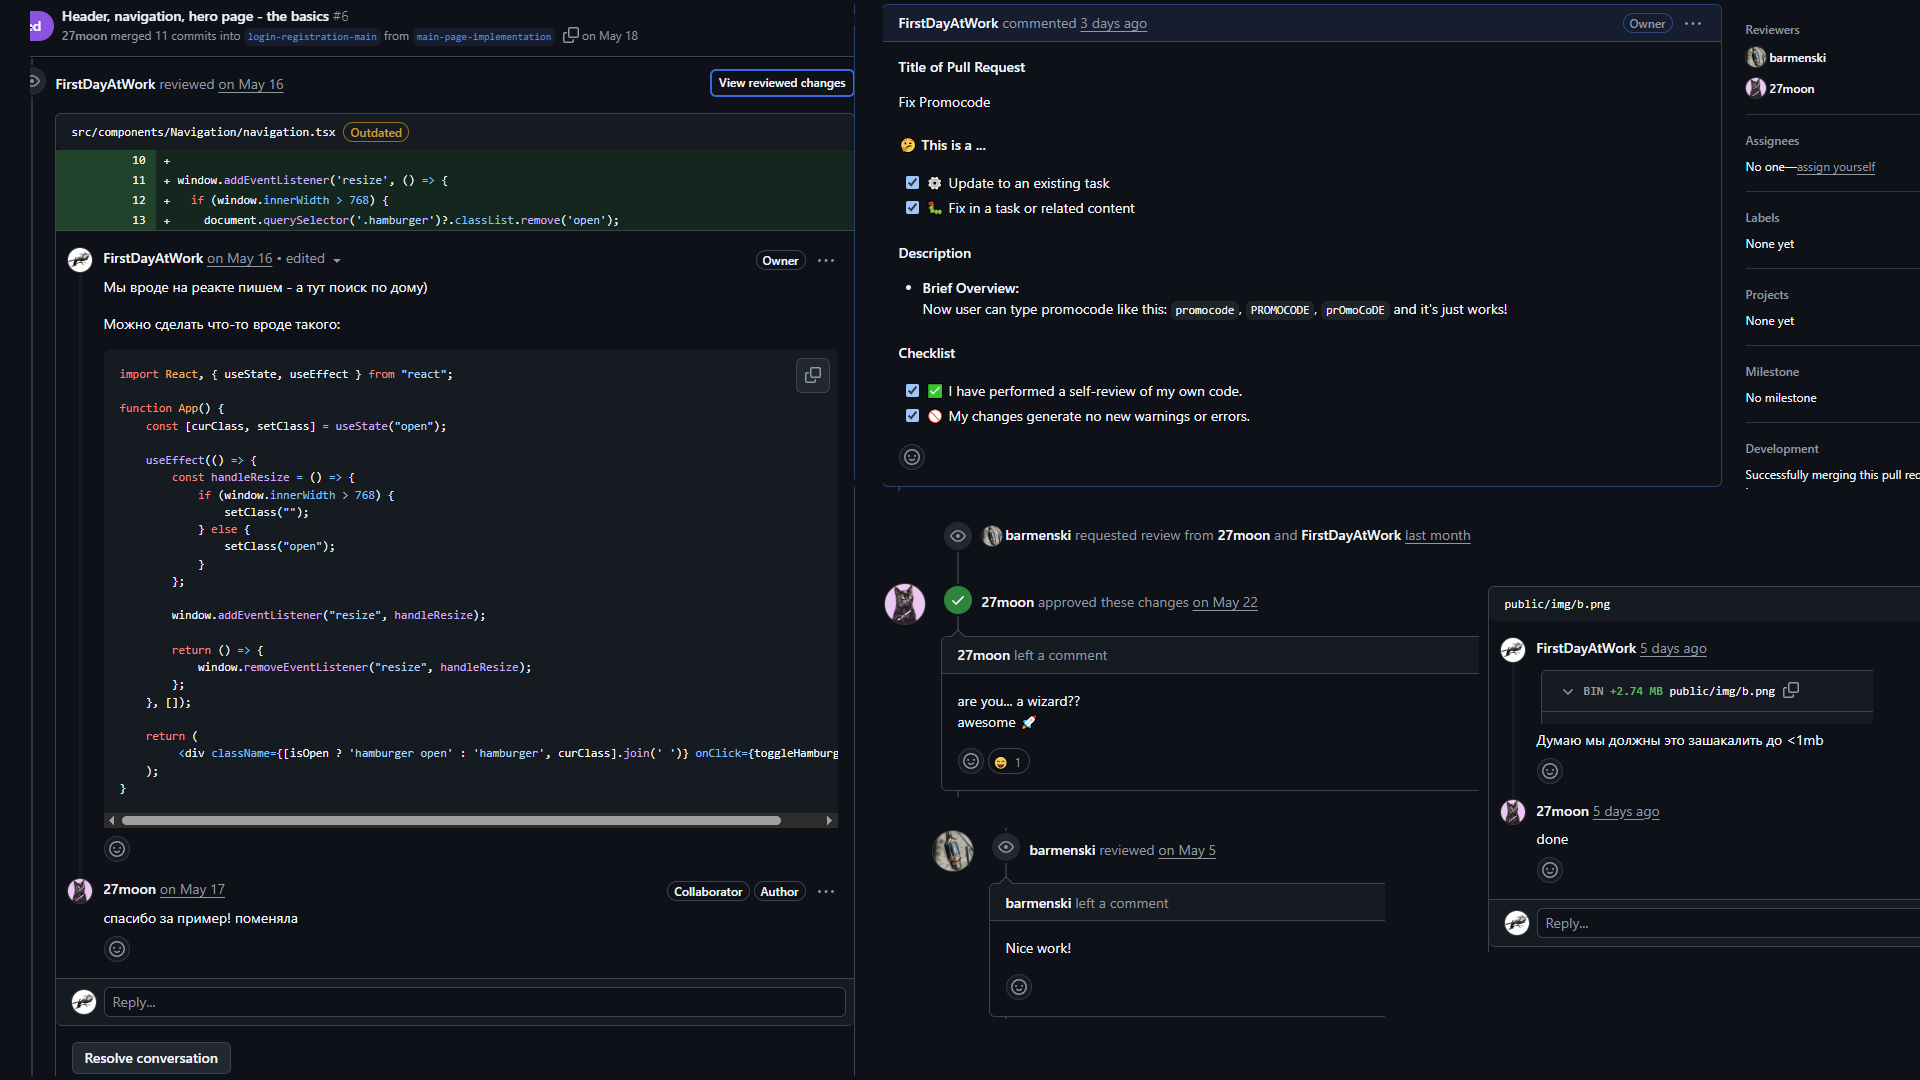 ed
Header, navigation, hero page - the basics #6
27moon merged 11 commits into login-registration-main from main-page-implementation on May 18
FirstDayAtWork reviewed on May 16
View reviewed changes
src/components/Navigation/navigation.tsx Outdated
10 +
11 + window.addEventListener('resize', () => {
12 + if (window.innerWidth > 768) {
13 + document.querySelector('.hamburger')?.classList.remove('open');
FirstDayAtWork on May 16 • edited
Owner
Мы вроде на реакте пишем - а тут поиск по дому)
Можно сделать что-то вроде такого:
import React, { useState, useEffect } from "react";
function App() {
const [curClass, setClass] = useState("open");
useEffect(() => {
const handleResize = () => {
if (window.innerWidth > 768) {
setClass("");
} else {
setClass("open");
}
};
window.addEventListener("resize", handleResize);
return () => {
window.removeEventListener("resize", handleResize);
};
}, []);
return (
<div className={[isOpen ? 'hamburger open' : 'hamburger', curClass].join(' ')} onClick={toggleHamburg
);
}
27moon on May 17
Collaborator Author
спасибо за пример! поменяла
Reply...
Resolve conversation
FirstDayAtWork commented 3 days ago
Owner
Title of Pull Request
Fix Promocode
🤔 This is a ...
⚙️ Update to an existing task
🐛 Fix in a task or related content
Description
• Brief Overview:
Now user can type promocode like this: promocode, PROMOCODE, prOmoCoDE and it's just works!
Checklist
✅ I have performed a self-review of my own code.
🚫 My changes generate no new warnings or errors.
Reviewers
barmenski
27moon
Assignees
No one—assign yourself
Labels
None yet
Projects
None yet
Milestone
No milestone
Development
Successfully merging this pull req
barmenski requested review from 27moon and FirstDayAtWork last month
27moon approved these changes on May 22
27moon left a comment
are you... a wizard??
awesome 🚀
😄 1
barmenski reviewed on May 5
barmenski left a comment
Nice work!
public/img/b.png
FirstDayAtWork 5 days ago
BIN +2.74 MB public/img/b.png
Думаю мы должны это зашакалить до <1mb
27moon 5 days ago
done
Reply...